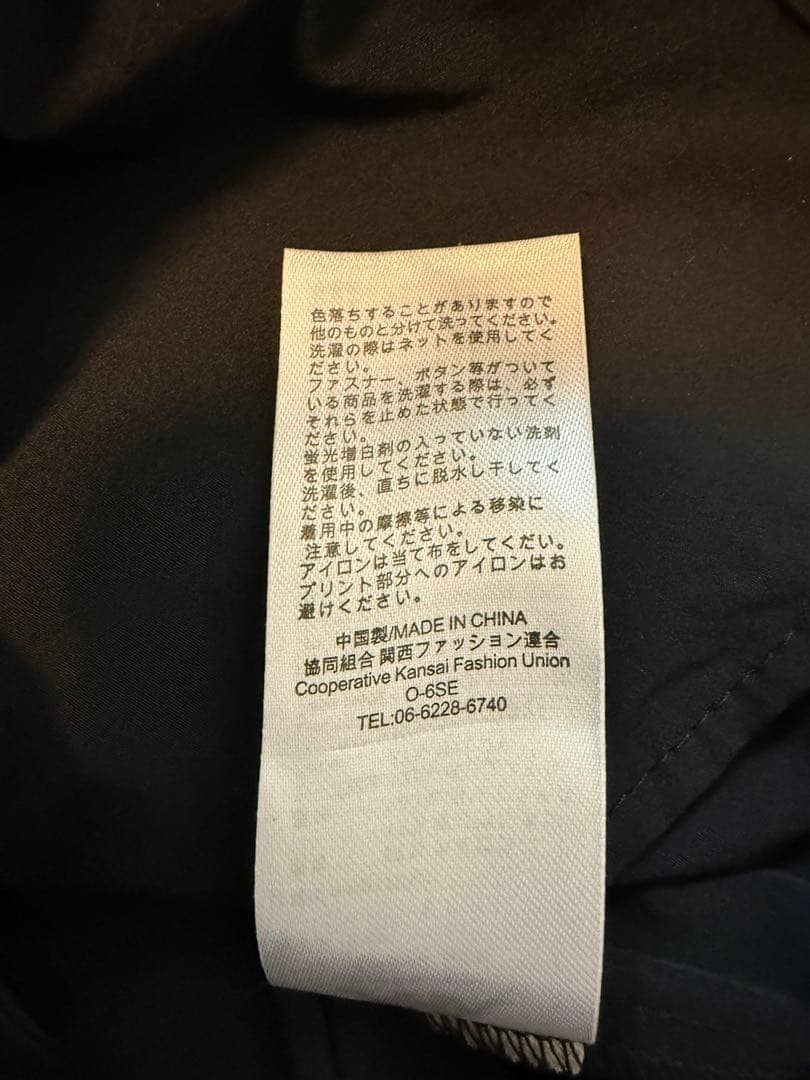 色落ちすることがありますので
他のものと分けて洗ってください。
洗濯の際はネットを使用してく
ださい。
ファスナー、ボタン等がついて
いる商品を洗濯する際は、必ず
それらを止めた状態で行ってく
ださい。
蛍光増白剤の入っていない洗剤
を使用してください。
洗濯後、直ちに脱水し干してく
ださい。
着用中の摩擦等による移染に
注意してください。
アイロンは当て布をしてくだい。
プリント部分へのアイロンはお
避けください。
中国製/MADE IN CHINA
協同組合 関西ファッション連合
Cooperative Kansai Fashion Union
O-6SE
TEL:06-6228-6740